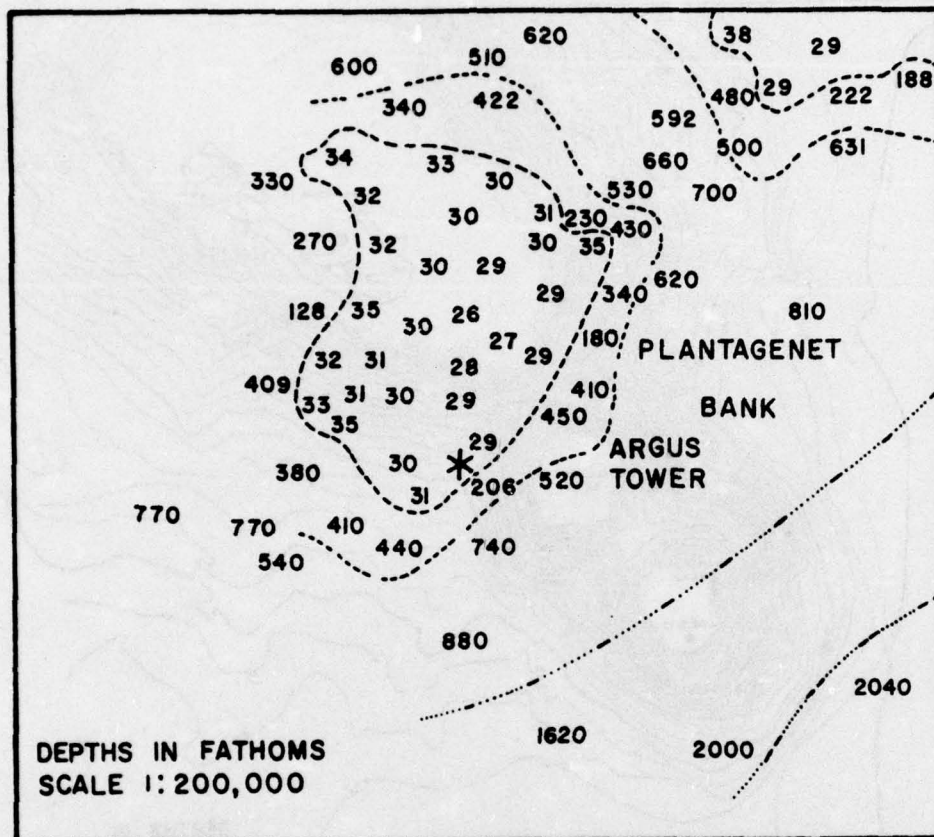 620 38 29
600 510 29 188
340 422 480 222
592
34 33 500 631
330 30 660
32 530 700
30 31 230 430
270 32 30 35
30 29 620
29 340
128 35 30 26 810
27 180
32 31 28 29 PLANTAGENET
409 31 30 410
33 29 BANK
35 450
29 ARGUS
380 30 520 TOWER
31 206
770 770 410
440 740
540
880
2040
1620 2000
DEPTHS IN FATHOMS
SCALE 1:200,000